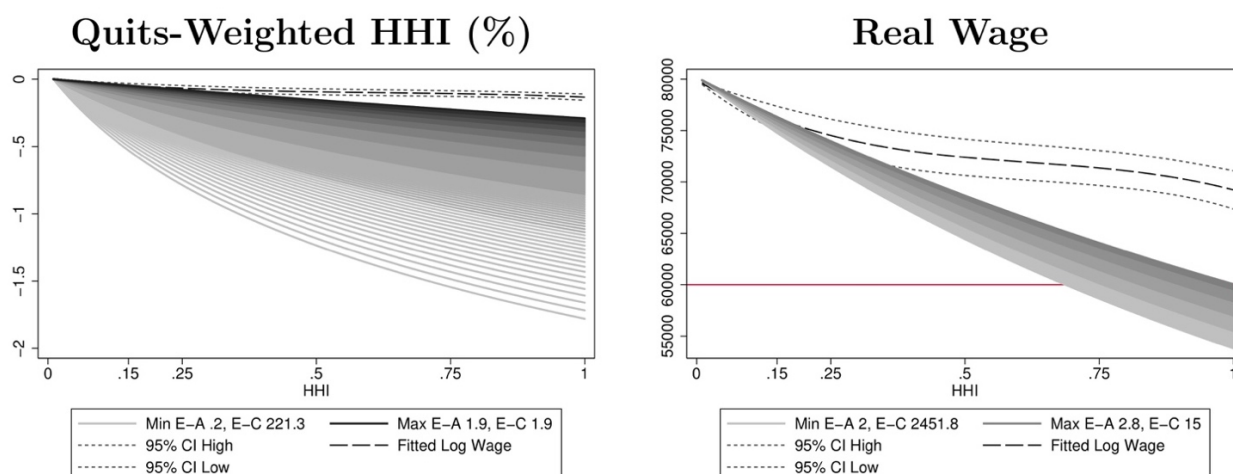 Quits-Weighted HHI (%)
0
-.5
-1
-1.5
-2
0 .15 .25 .5 .75 1
HHI
Min E-A .2, E-C 221.3 Max E-A 1.9, E-C 1.9
95% CI High Fitted Log Wage
95% CI Low
Real Wage
80000
75000
70000
65000
60000
55000
0 .15 .25 .5 .75 1
HHI
Min E-A 2, E-C 2451.8 Max E-A 2.8, E-C 15
95% CI High Fitted Log Wage
95% CI Low